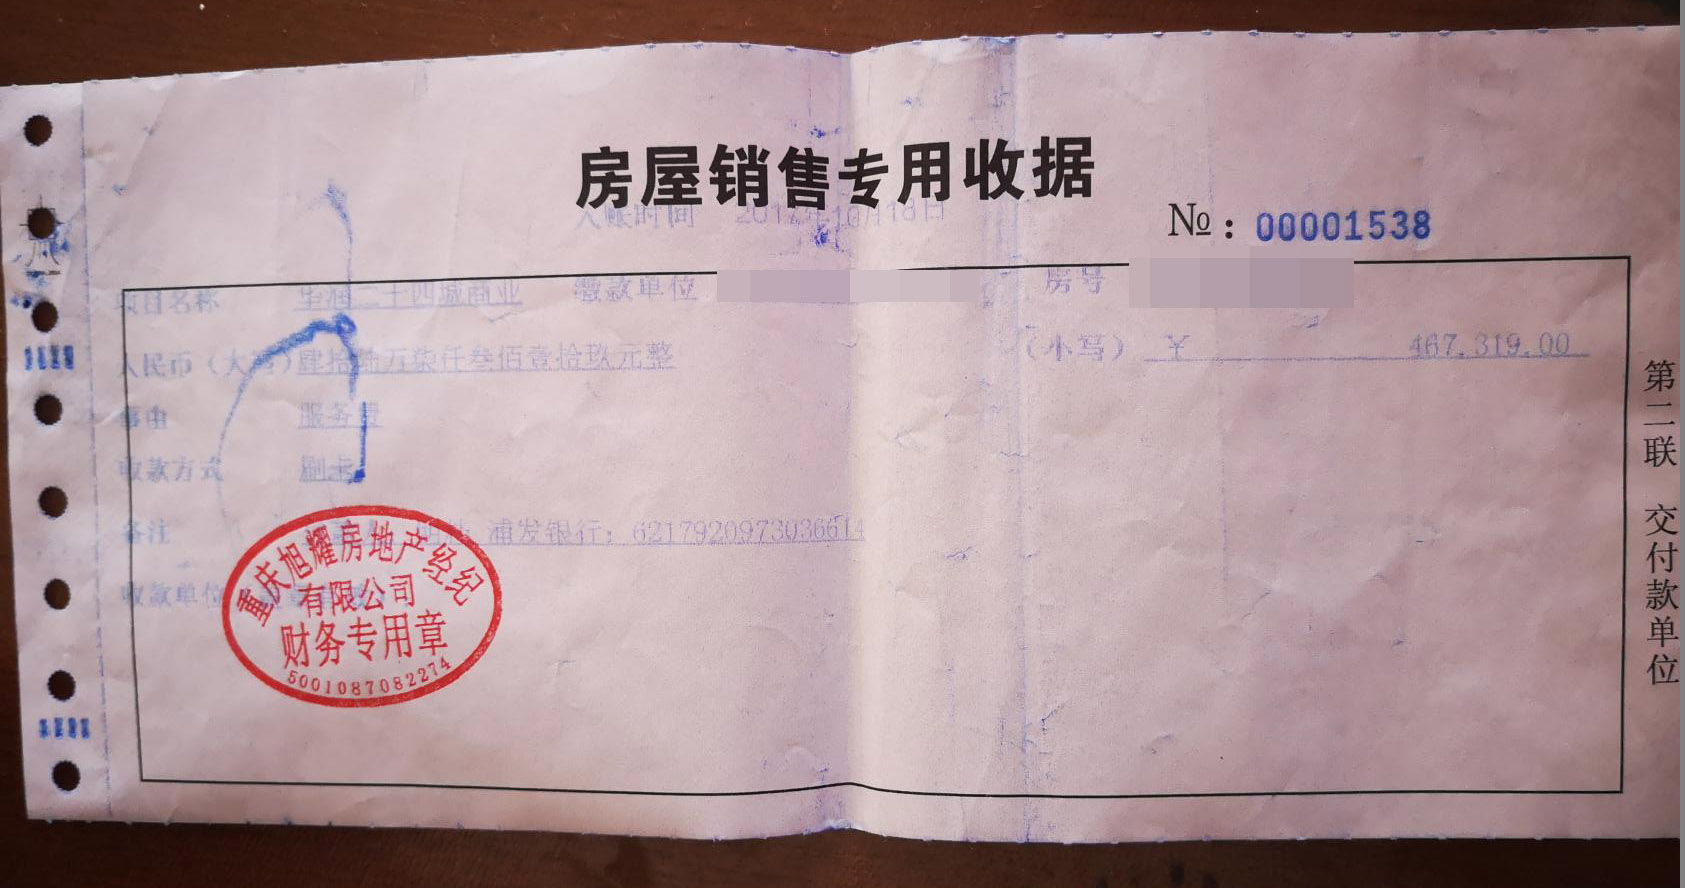 房屋销售专用收据
入账时间 2017年10月18日
№：00001538
项目名称 华润二十四城商业 缴款单位 房号
人民币（大写）肆拾陆万柒仟叁佰壹拾玖元整 （小写）￥ 467,319.00
事由 服务费
收款方式 刷卡
备注 浦发银行；6217920973036614
收款单位
重庆旭耀房地产经纪
有限公司
财务专用章
5001087082274
第二联 交付款单位